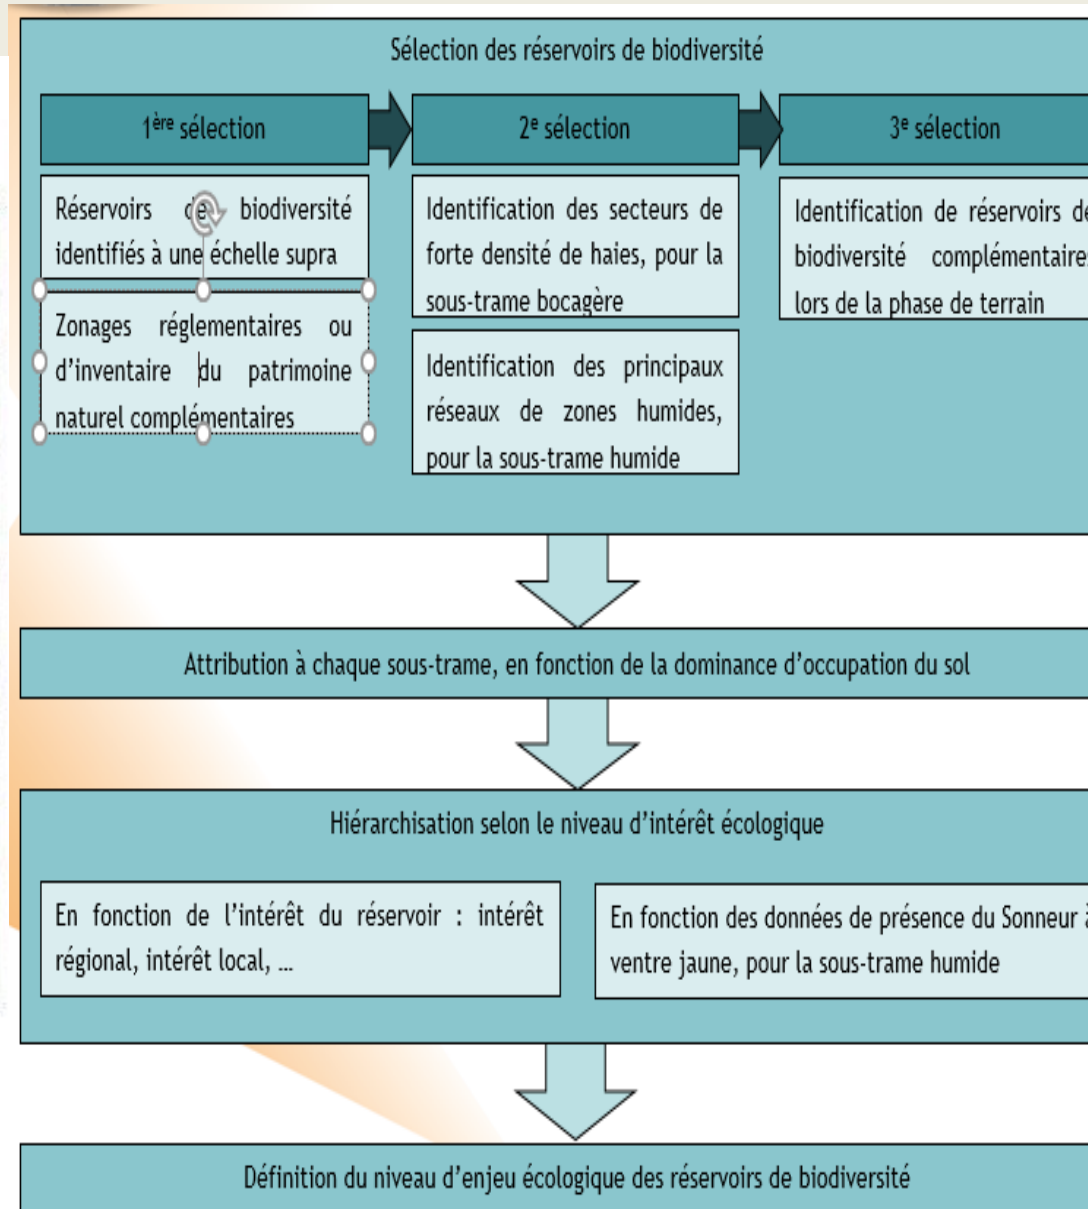 Sélection des réservoirs de biodiversité
1ère sélection
Réservoirs de biodiversité
identifiés à une échelle supra
Zonages réglementaires ou
d'inventaire du patrimoine
naturel complémentaires
2e sélection
Identification des secteurs de
forte densité de haies, pour la
sous-trame bocagère
Identification des principaux
réseaux de zones humides,
pour la sous-trame humide
3e sélection
Identification de réservoirs de
biodiversité complémentaires
lors de la phase de terrain
Attribution à chaque sous-trame, en fonction de la dominance d'occupation du sol
Hiérarchisation selon le niveau d'intérêt écologique
En fonction de l'intérêt du réservoir : intérêt
régional, intérêt local, ...
En fonction des données de présence du Sonneur à
ventre jaune, pour la sous-trame humide
Définition du niveau d'enjeu écologique des réservoirs de biodiversité